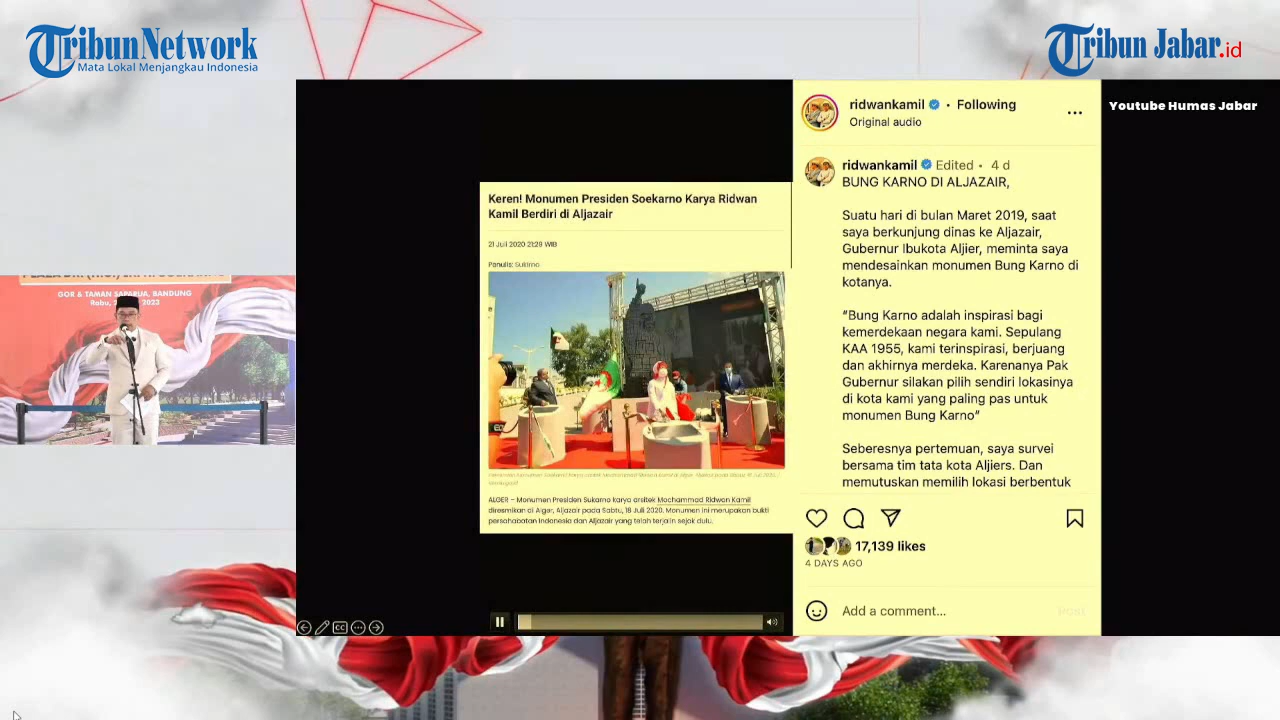 TribunNetwork
Mata Lokal Menjangkau Indonesia
Tribun Jabar.id
Youtube Humas Jabar
GOR & TAMAN SAPARUA, BANDUNG
Keren! Monumen Presiden Soekarno Karya Ridwan
Kamil Berdiri di Aljazair
21 Juli 2020 21:29 WIB
Penulis: Sukirno
ALGER – Monumen Presiden Sukarno karya arsitek Mochammad Ridwan Kamil
diresmikan di Alger, Aljazair pada Sabtu, 18 Juli 2020. Monumen ini merupakan bukti
persahabatan Indonesia dan Aljazair yang telah terjalin sejak dulu.
ridwankamil • Following
Original audio
ridwankamil Edited • 4 d
BUNG KARNO DI ALJAZAIR,
Suatu hari di bulan Maret 2019, saat
saya berkunjung dinas ke Aljazair,
Gubernur Ibukota Aljier, meminta saya
mendesainkan monumen Bung Karno di
kotanya.
“Bung Karno adalah inspirasi bagi
kemerdekaan negara kami. Sepulang
KAA 1955, kami terinspirasi, berjuang
dan akhirnya merdeka. Karenanya Pak
Gubernur silakan pilih sendiri lokasinya
di kota kami yang paling pas untuk
monumen Bung Karno”
Seberesnya pertemuan, saya survei
bersama tim tata kota Aljiers. Dan
memutuskan memilih lokasi berbentuk
17,139 likes
4 DAYS AGO
Add a comment...
POST
CC